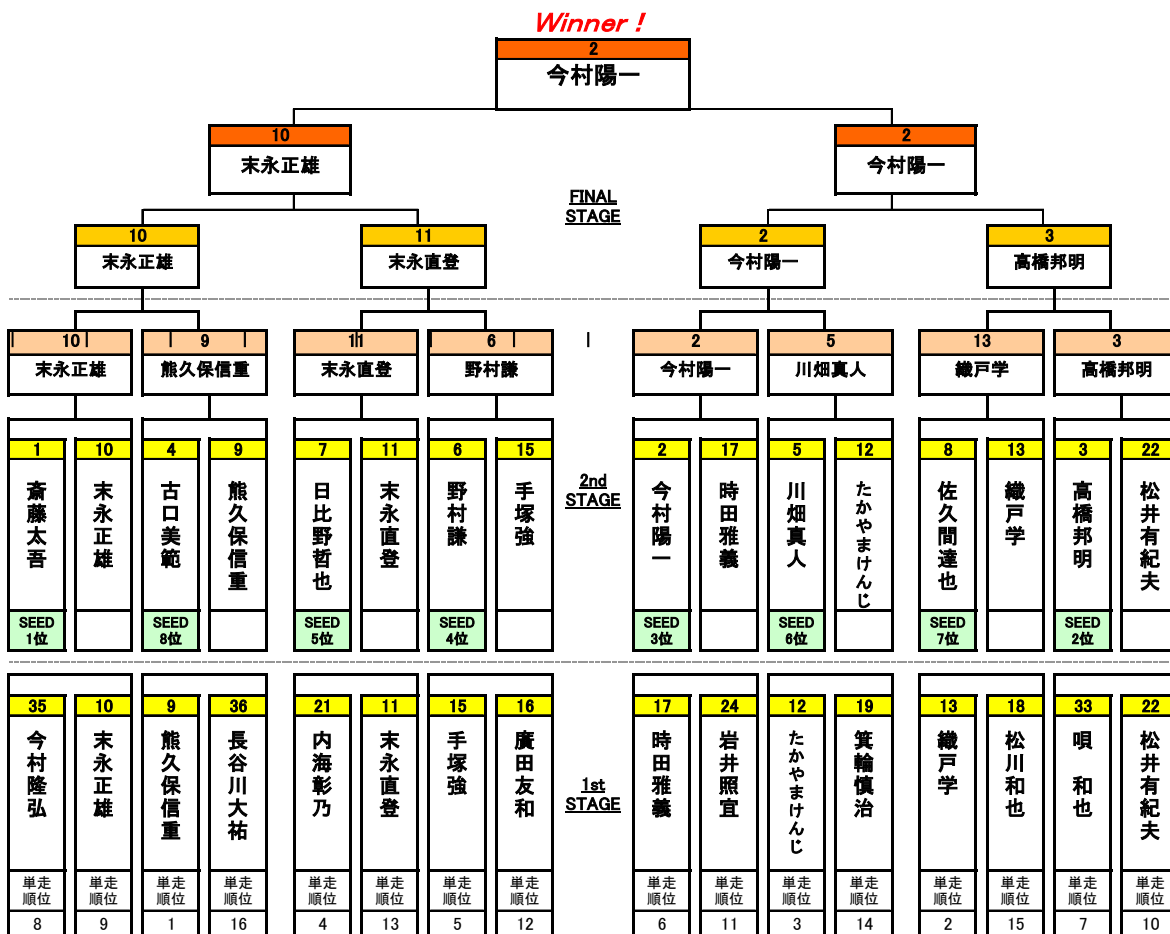 Winner !
2
今村陽一
10
2
末永正雄
今村陽一
FINAL
STAGE
10
11
2
3
末永正雄
末永直登
今村陽一
高橋邦明
10
9
11
6
2
5
13
3
末永正雄
熊久保信重
末永直登
野村謙
今村陽一
川畑真人
織戸学
高橋邦明
2nd
STAGE
1
10
4
9
7
11
6
15
2
17
5
12
8
13
3
22
斎藤太吾
末永正雄
古口美範
熊久保信重
日比野哲也
末永直登
野村謙
手塚強
今村陽一
時田雅義
川畑真人
たかやまけんじ
佐久間達也
織戸学
高橋邦明
松井有紀夫
SEED
1位
SEED
8位
SEED
5位
SEED
4位
SEED
3位
SEED
6位
SEED
7位
SEED
2位
1st
STAGE
35
10
9
36
21
11
15
16
17
24
12
19
13
18
33
22
今村隆弘
末永正雄
熊久保信重
長谷川大祐
内海彰乃
末永直登
手塚強
廣田友和
時田雅義
岩井照宜
たかやまけんじ
箕輪慎治
織戸学
松川和也
唄 和也
松井有紀夫
単走
順位
単走
順位
単走
順位
単走
順位
単走
順位
単走
順位
単走
順位
単走
順位
単走
順位
単走
順位
単走
順位
単走
順位
単走
順位
単走
順位
単走
順位
単走
順位
8
9
1
16
4
13
5
12
6
11
3
14
2
15
7
10